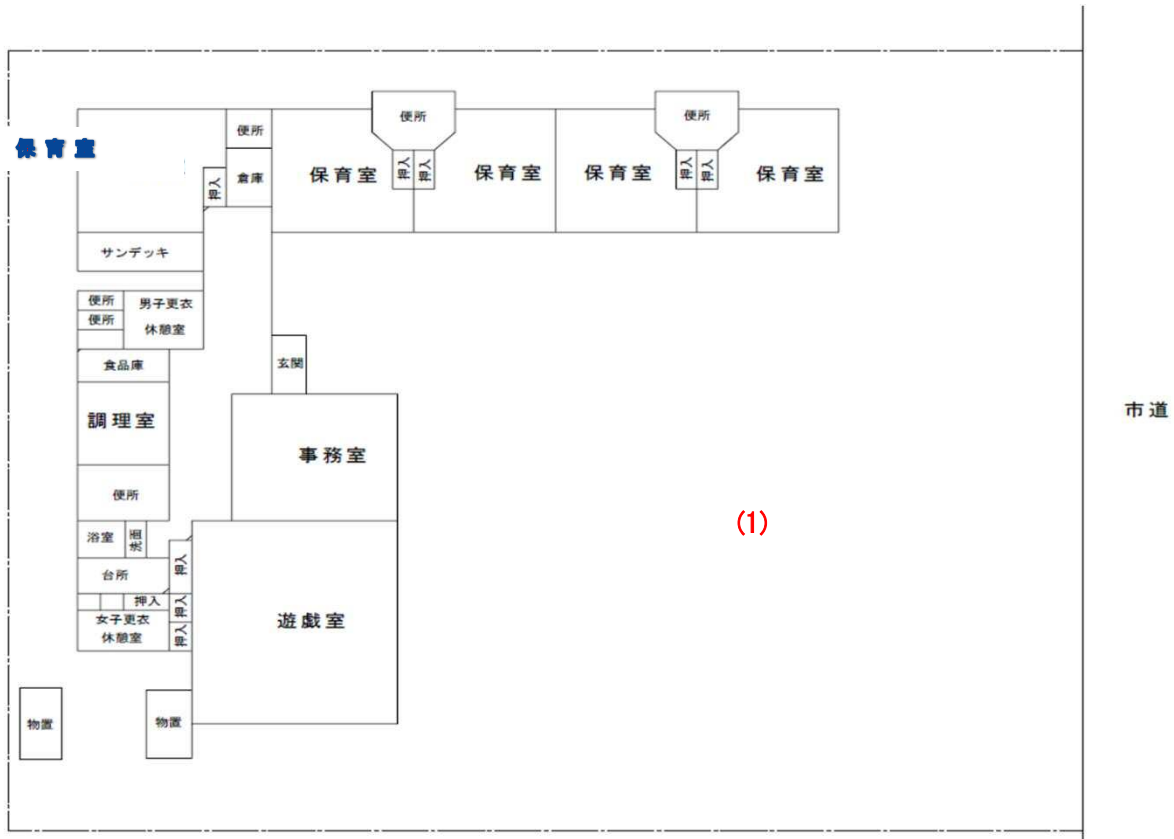 便所
便所
便所
保育室
倉庫
押入
保育室
押入
押入
保育室
保育室
押入
押入
保育室
サンデッキ
便所
便所
男子更衣
休憩室
食品庫
玄関
調理室
市道
事務室
便所
(1)
浴室
洗面
押入
台所
押入
押入
女子更衣
休憩室
押入
遊戯室
物置
物置